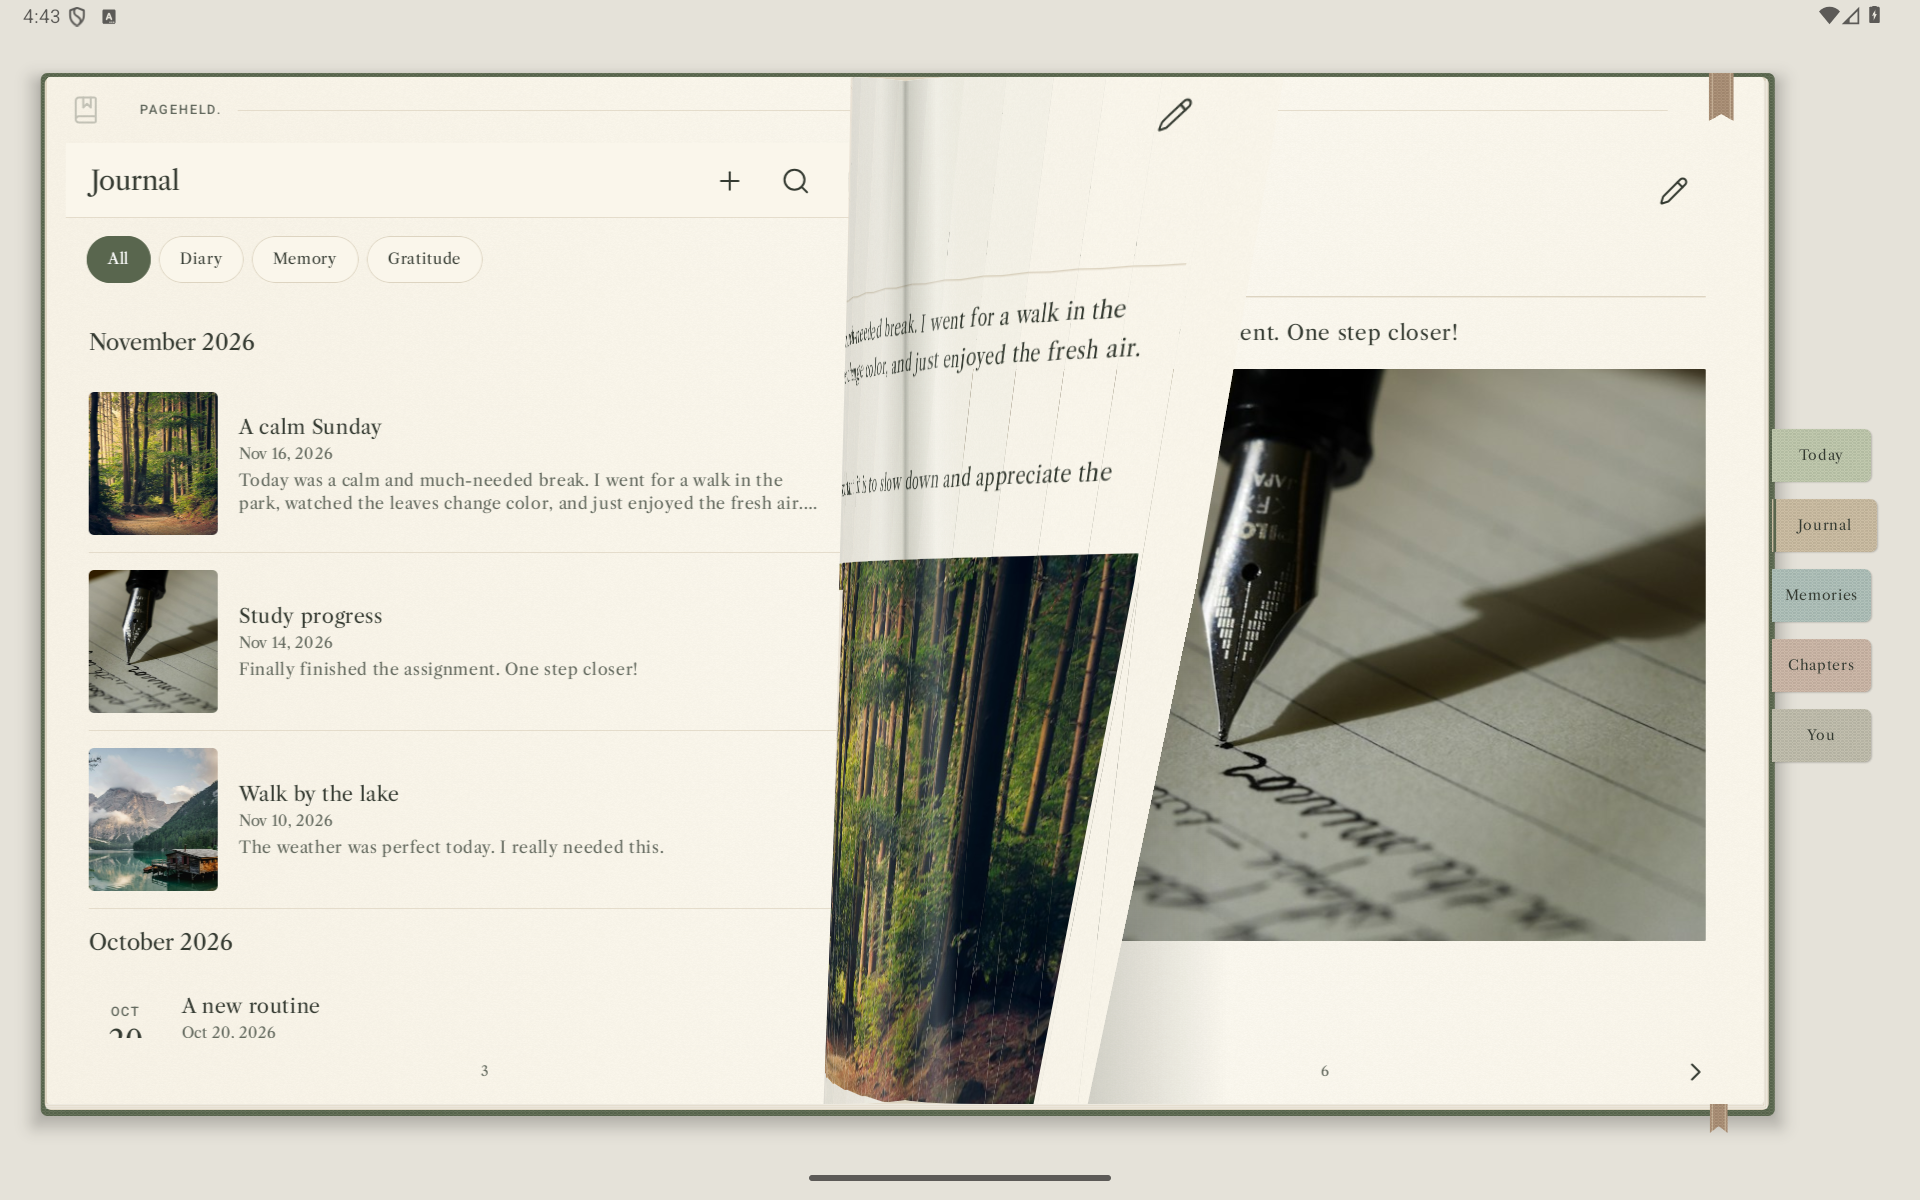 4:43
A
PAGEHELD.
Journal
All
Diary
Memory
Gratitude
November 2026
A calm Sunday
Nov 16, 2026
Today was a calm and much-needed break. I went for a walk in the
park, watched the leaves change color, and just enjoyed the fresh air....
Study progress
Nov 14, 2026
Finally finished the assignment. One step closer!
Walk by the lake
Nov 10, 2026
The weather was perfect today. I really needed this.
October 2026
OCT
20
A new routine
Oct 20, 2026
3
break. I went for a walk in the
color, and just enjoyed the fresh air.
is to slow down and appreciate the
ent. One step closer!
JAPAN
6
Today
Journal
Memories
Chapters
You